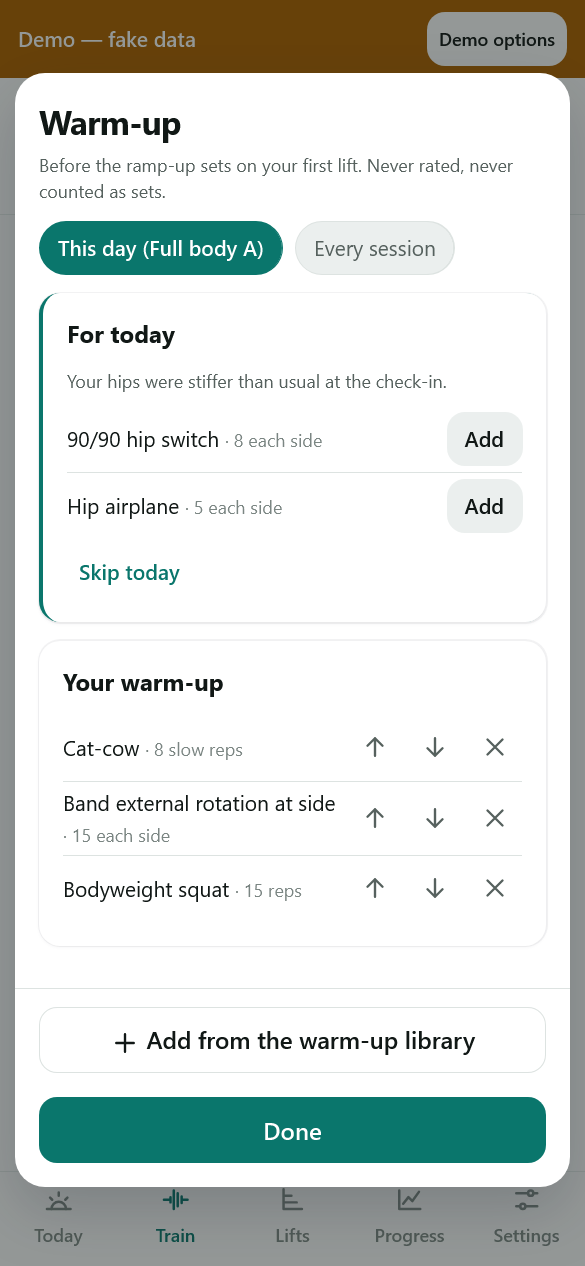 Demo — fake data
Demo options
Warm-up
Before the ramp-up sets on your first lift. Never rated, never
counted as sets.
This day (Full body A)
Every session
For today
Your hips were stiffer than usual at the check-in.
90/90 hip switch · 8 each side
Add
Hip airplane · 5 each side
Add
Skip today
Your warm-up
Cat-cow · 8 slow reps
Band external rotation at side
· 15 each side
Bodyweight squat · 15 reps
Add from the warm-up library
Done
Today
Train
Lifts
Progress
Settings